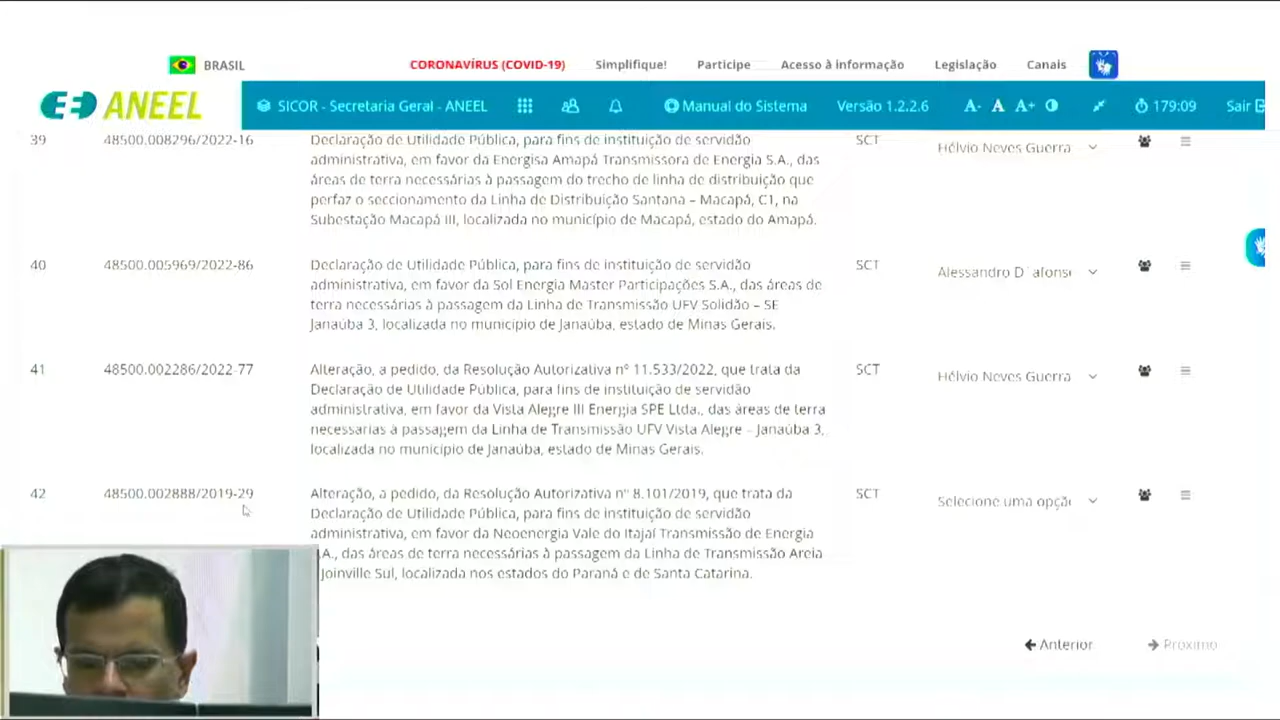 BRASIL
CORONAVÍRUS (COVID-19) Simplifique! Participe Acesso à informação Legislação Canais
ANEEL
SICOR - Secretaria Geral - ANEEL Manual do Sistema Versão 1.2.2.6 A- A A+ 179:09 Sair
39 48500.008296/2022-16 Declaração de Utilidade Pública, para fins de instituição de servidão SCT Hélvio Neves Guerra
administrativa, em favor da Energisa Amapá Transmissora de Energia S.A., das
áreas de terra necessárias à passagem do trecho de linha de distribuição que
perfaz o seccionamento da Linha de Distribuição Santana – Macapá, C1, na
Subestação Macapá III, localizada no município de Macapá, estado do Amapá.
40 48500.005969/2022-86 Declaração de Utilidade Pública, para fins de instituição de servidão SCT Alessandro D`afonso
administrativa, em favor da Sol Energia Master Participações S.A., das áreas de
terra necessárias à passagem da Linha de Transmissão UFV Solidão – SE
Janaúba 3, localizada no município de Janaúba, estado de Minas Gerais.
41 48500.002286/2022-77 Alteração, a pedido, da Resolução Autorizativa nº 11.533/2022, que trata da SCT Hélvio Neves Guerra
Declaração de Utilidade Pública, para fins de instituição de servidão
administrativa, em favor da Vista Alegre III Energia SPE Ltda., das áreas de terra
necessárias à passagem da Linha de Transmissão UFV Vista Alegre – Janaúba 3,
localizada no município de Janaúba, estado de Minas Gerais.
42 48500.002888/2019-29 Alteração, a pedido, da Resolução Autorizativa nº 8.101/2019, que trata da SCT Selecione uma opçã
Declaração de Utilidade Pública, para fins de instituição de servidão
administrativa, em favor da Neoenergia Vale do Itajaí Transmissão de Energia
.A., das áreas de terra necessárias à passagem da Linha de Transmissão Areia
Joinville Sul, localizada nos estados do Paraná e de Santa Catarina.
Anterior Próximo